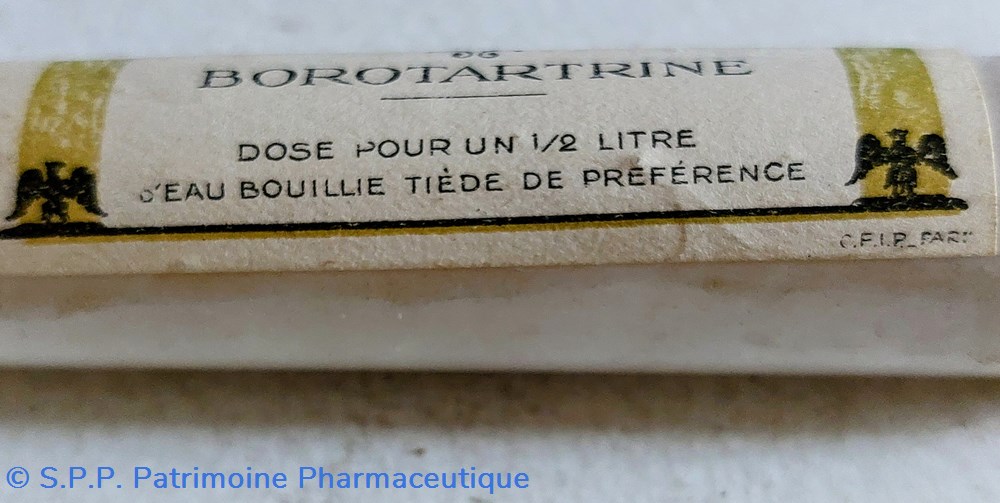 BOROTARTRINE
DOSE POUR UN 1/2 LITRE
D'EAU BOUILLIE TIÈDE DE PRÉFÉRENCE
© S.P.P. Patrimoine Pharmaceutique